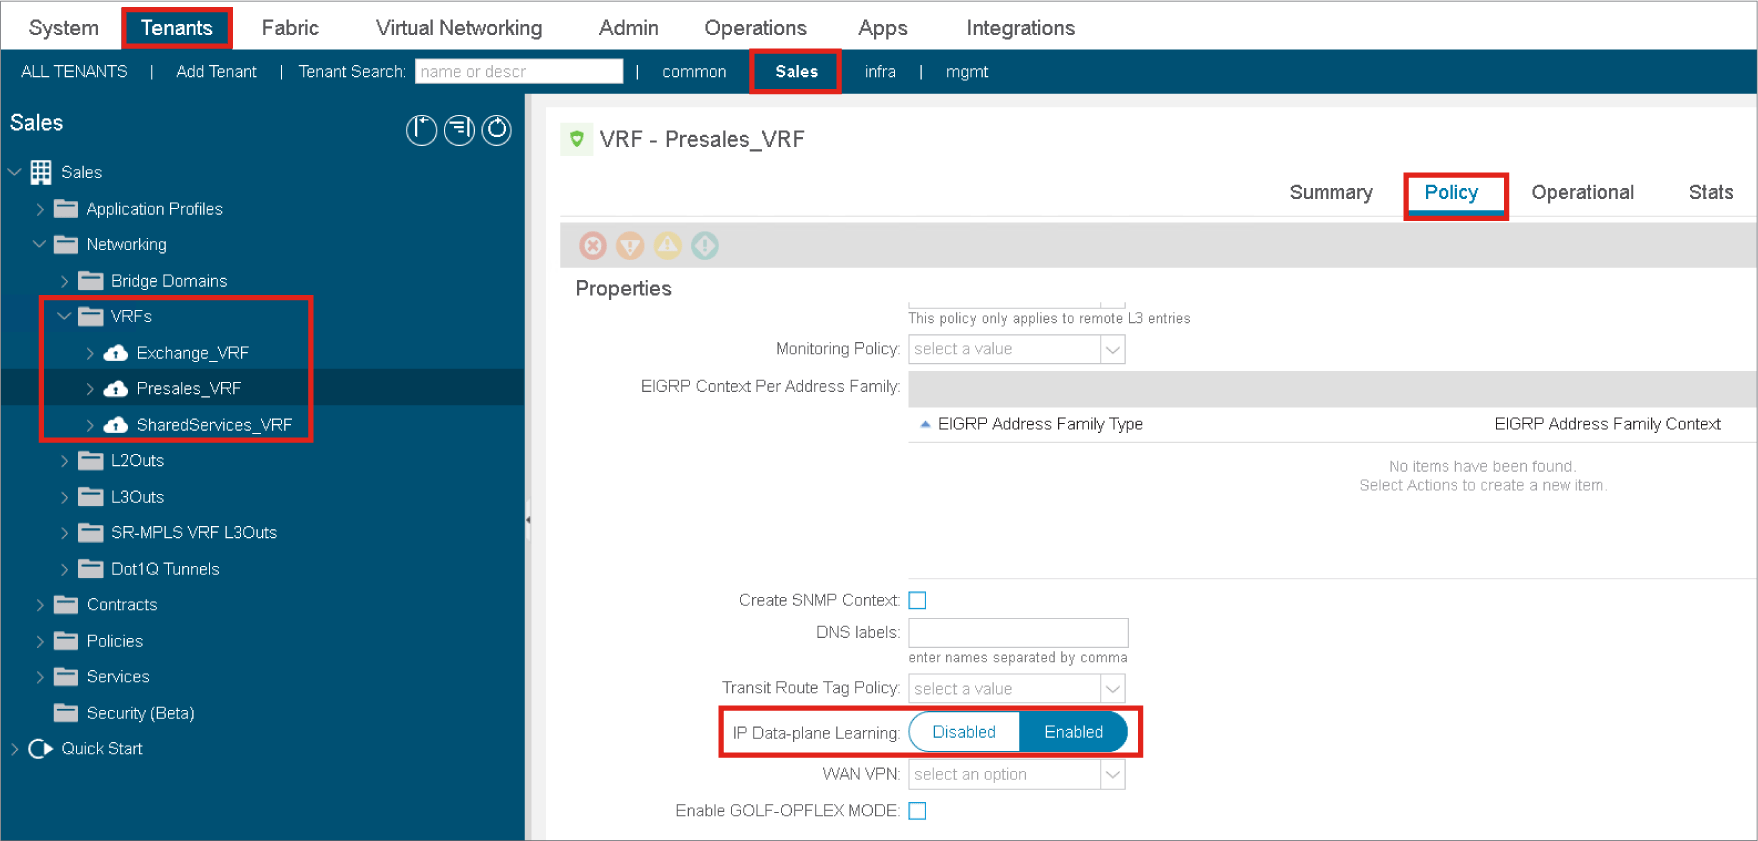 System Tenants Fabric Virtual Networking Admin Operations Apps Integrations
ALL TENANTS | Add Tenant | Tenant Search: name or descr | common Sales infra | mgmt
Sales
Sales
Application Profiles
Networking
Bridge Domains
VRFs
Exchange_VRF
Presales_VRF
SharedServices_VRF
L2Outs
L3Outs
SR-MPLS VRF L3Outs
Dot1Q Tunnels
Contracts
Policies
Services
Security (Beta)
Quick Start
VRF - Presales_VRF
Summary Policy Operational Stats
Properties
This policy only applies to remote L3 entries
Monitoring Policy: select a value
EIGRP Context Per Address Family:
EIGRP Address Family Type EIGRP Address Family Context
No items have been found.
Select Actions to create a new item.
Create SNMP Context:
DNS labels:
enter names separated by comma
Transit Route Tag Policy: select a value
IP Data-plane Learning: Disabled Enabled
WAN VPN: select an option
Enable GOLF-OPFLEX MODE: